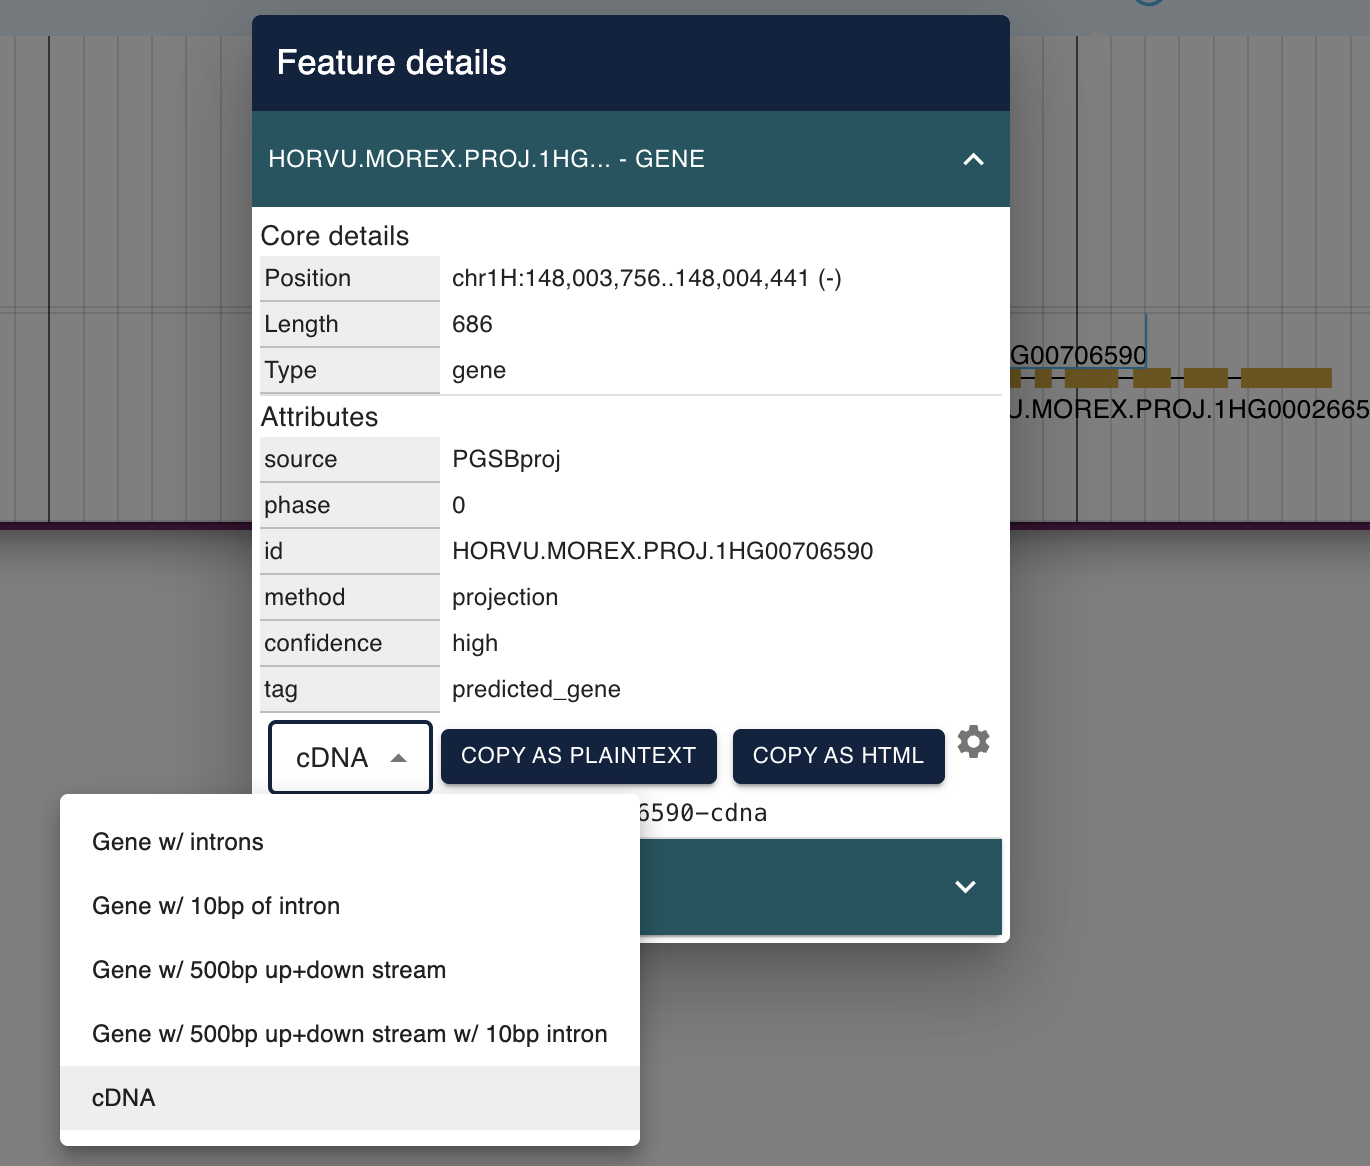 Feature details
HORVU.MOREX.PROJ.1HG... - GENE
Core details
Position chr1H:148,003,756..148,004,441 (-)
Length 686
Type gene
Attributes
source PGSBproj
phase 0
id HORVU.MOREX.PROJ.1HG00706590
method projection
confidence high
tag predicted_gene
cDNA COPY AS PLAINTEXT COPY AS HTML
6590-cdna
Gene w/ introns
Gene w/ 10bp of intron
Gene w/ 500bp up+down stream
Gene w/ 500bp up+down stream w/ 10bp intron
cDNA
G00706590
J.MOREX.PROJ.1HG0002665